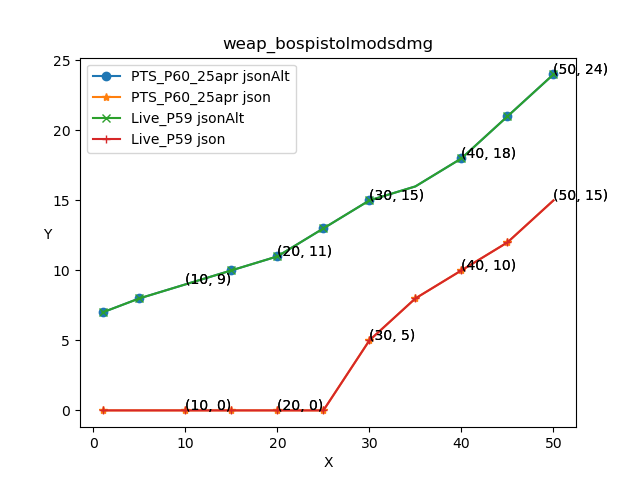 weap_bospistolmodsdmg
PTS_P60_25apr jsonAlt
PTS_P60_25apr json
Live_P59 jsonAlt
Live_P59 json
25
20
15
10
5
0
Y
(50, 24)
(40, 18)
(30, 15)
(50, 15)
(20, 11)
(40, 10)
(10, 9)
(30, 5)
(10, 0)
(20, 0)
0 10 20 30 40 50
X